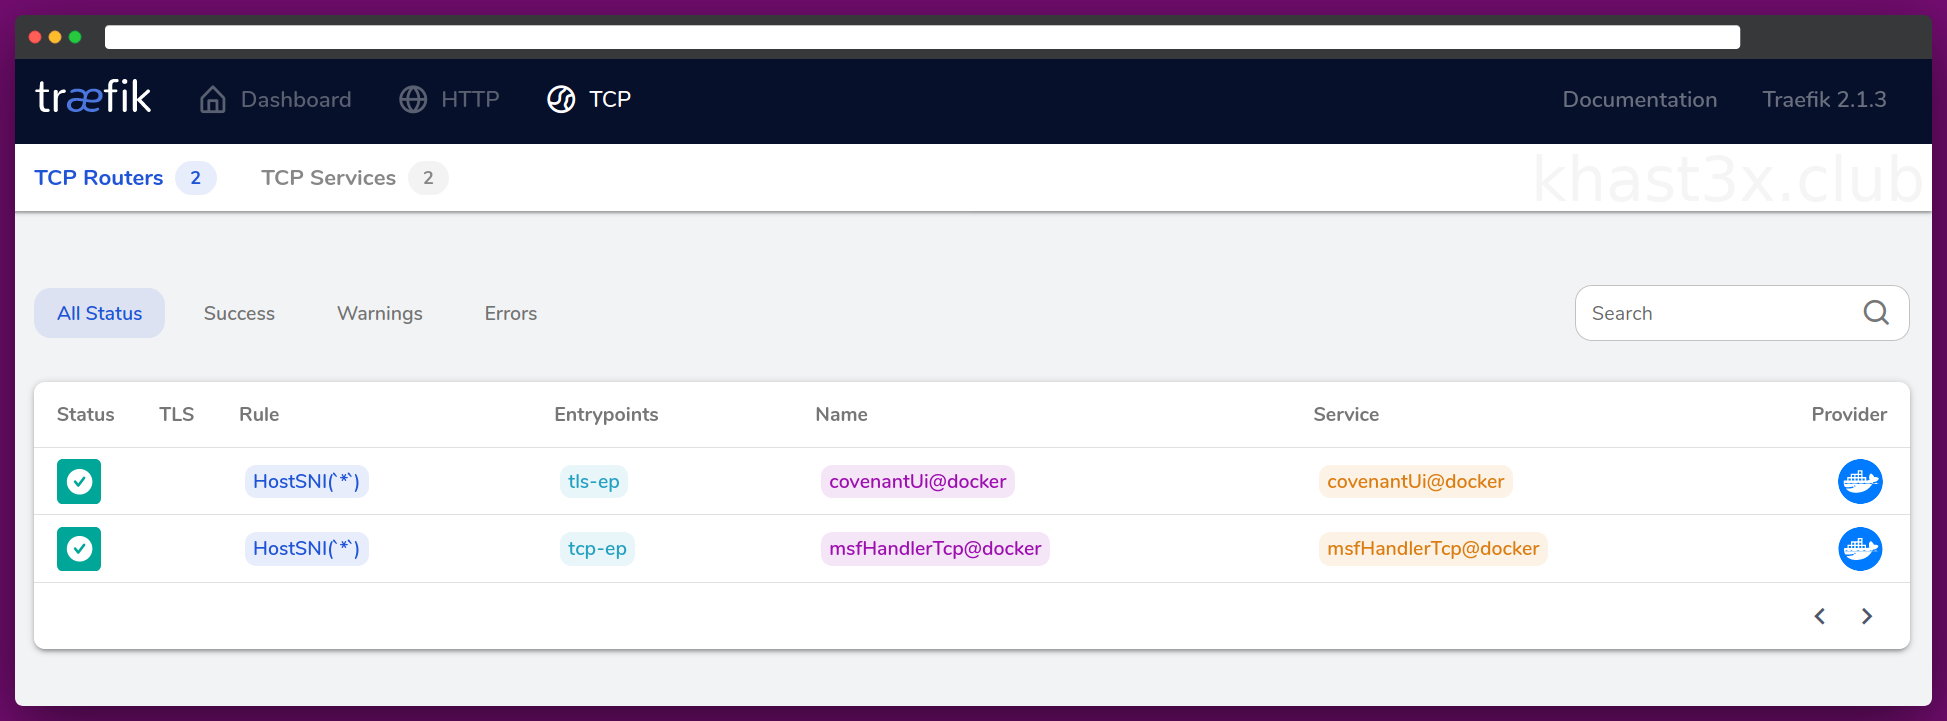 træfik Dashboard HTTP TCP Documentation Traefik 2.1.3
TCP Routers 2 TCP Services 2 khast3x.club
All Status Success Warnings Errors Search
Status TLS Rule Entrypoints Name Service Provider
HostSNI(`*`) tls-ep covenantUi@docker covenantUi@docker
HostSNI(`*`) tcp-ep msfHandlerTcp@docker msfHandlerTcp@docker